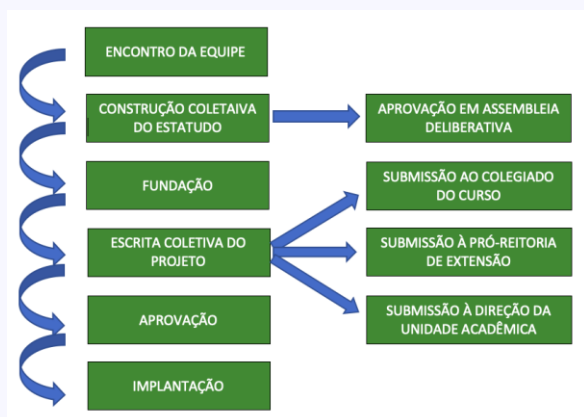 ENCONTRO DA EQUIPE
CONSTRUÇÃO COLETAIVA
DO ESTATUDO
APROVAÇÃO EM ASSEMBLEIA
DELIBERATIVA
FUNDAÇÃO
SUBMISSÃO AO COLEGIADO
DO CURSO
ESCRITA COLETIVA DO
PROJETO
SUBMISSÃO À PRÓ-REITORIA
DE EXTENSÃO
APROVAÇÃO
SUBMISSÃO À DIREÇÃO DA
UNIDADE ACADÊMICA
IMPLANTAÇÃO